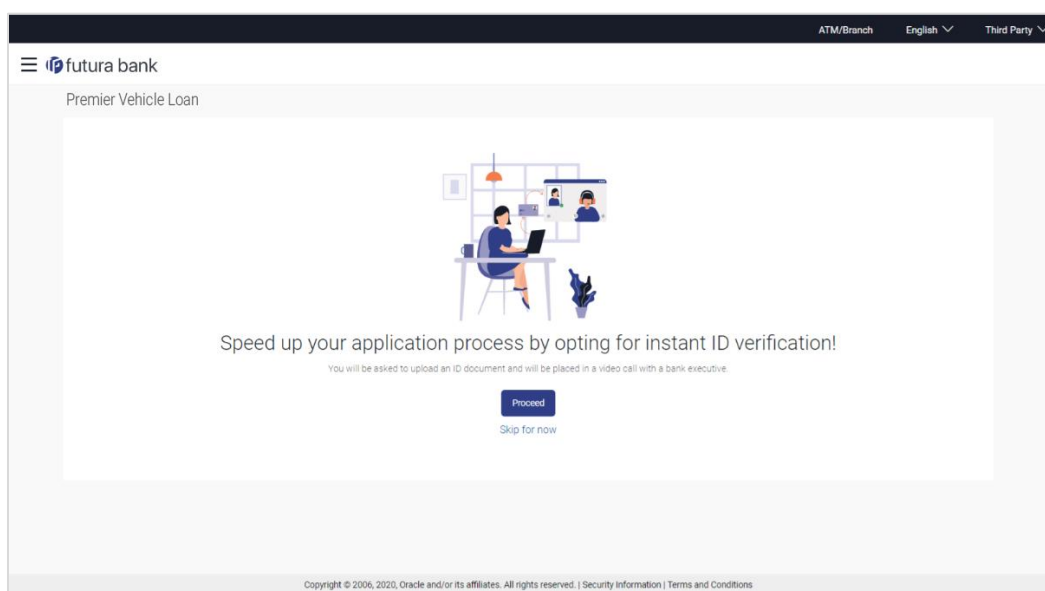 ATM/Branch English Third Party
futura bank
Premier Vehicle Loan
Speed up your application process by opting for instant ID verification!
You will be asked to upload an ID document and will be placed in a video call with a bank executive.
Proceed
Skip for now
Copyright © 2006, 2020, Oracle and/or its affiliates. All rights reserved. | Security Information | Terms and Conditions